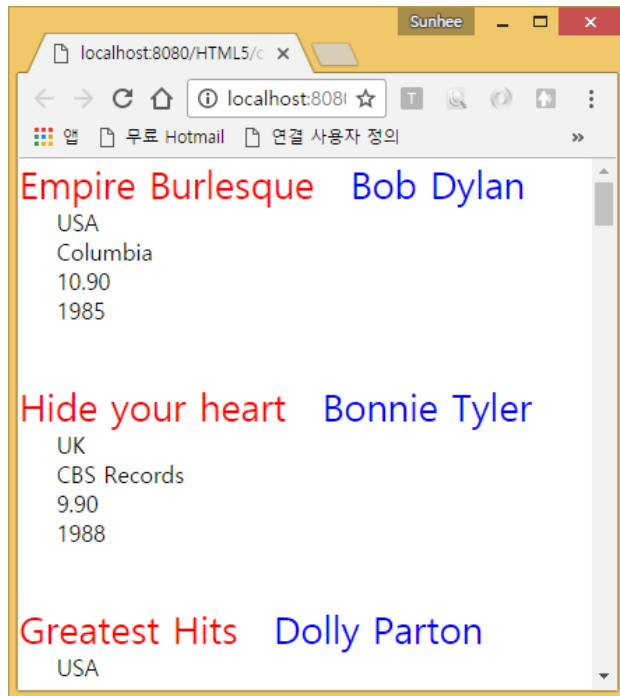 Sunhee
localhost:8080/HTML5/c
localhost:808
T
앱 무료 Hotmail 연결 사용자 정의 »
Empire Burlesque Bob Dylan
USA
Columbia
10.90
1985
Hide your heart Bonnie Tyler
UK
CBS Records
9.90
1988
Greatest Hits Dolly Parton
USA